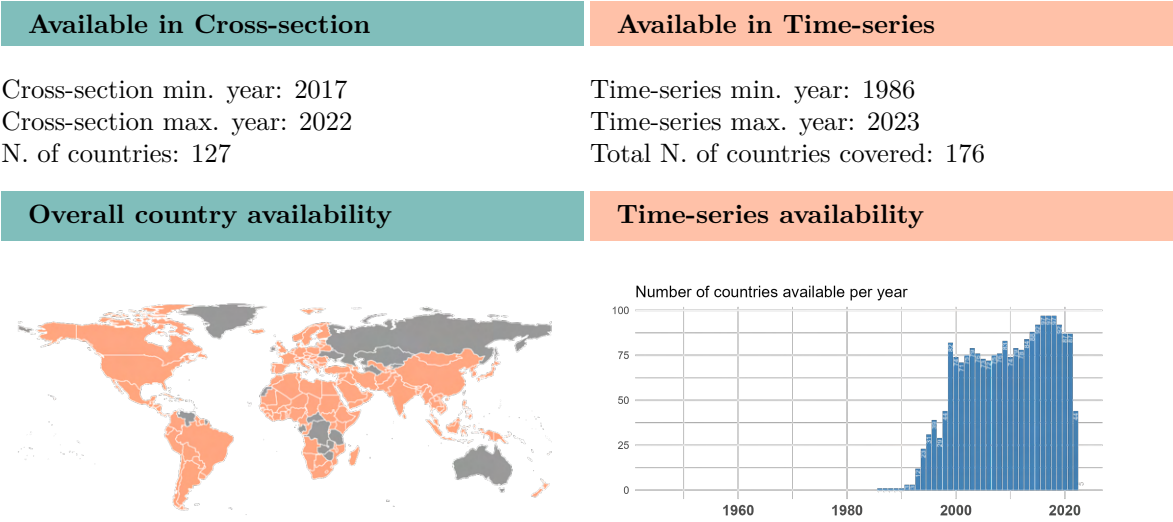 Available in Cross-section
Available in Time-series
Cross-section min. year: 2017
Cross-section max. year: 2022
N. of countries: 127
Time-series min. year: 1986
Time-series max. year: 2023
Total N. of countries covered: 176
Overall country availability
Time-series availability
Number of countries available per year
100
75
50
25
0
1960
1980
2000
2020